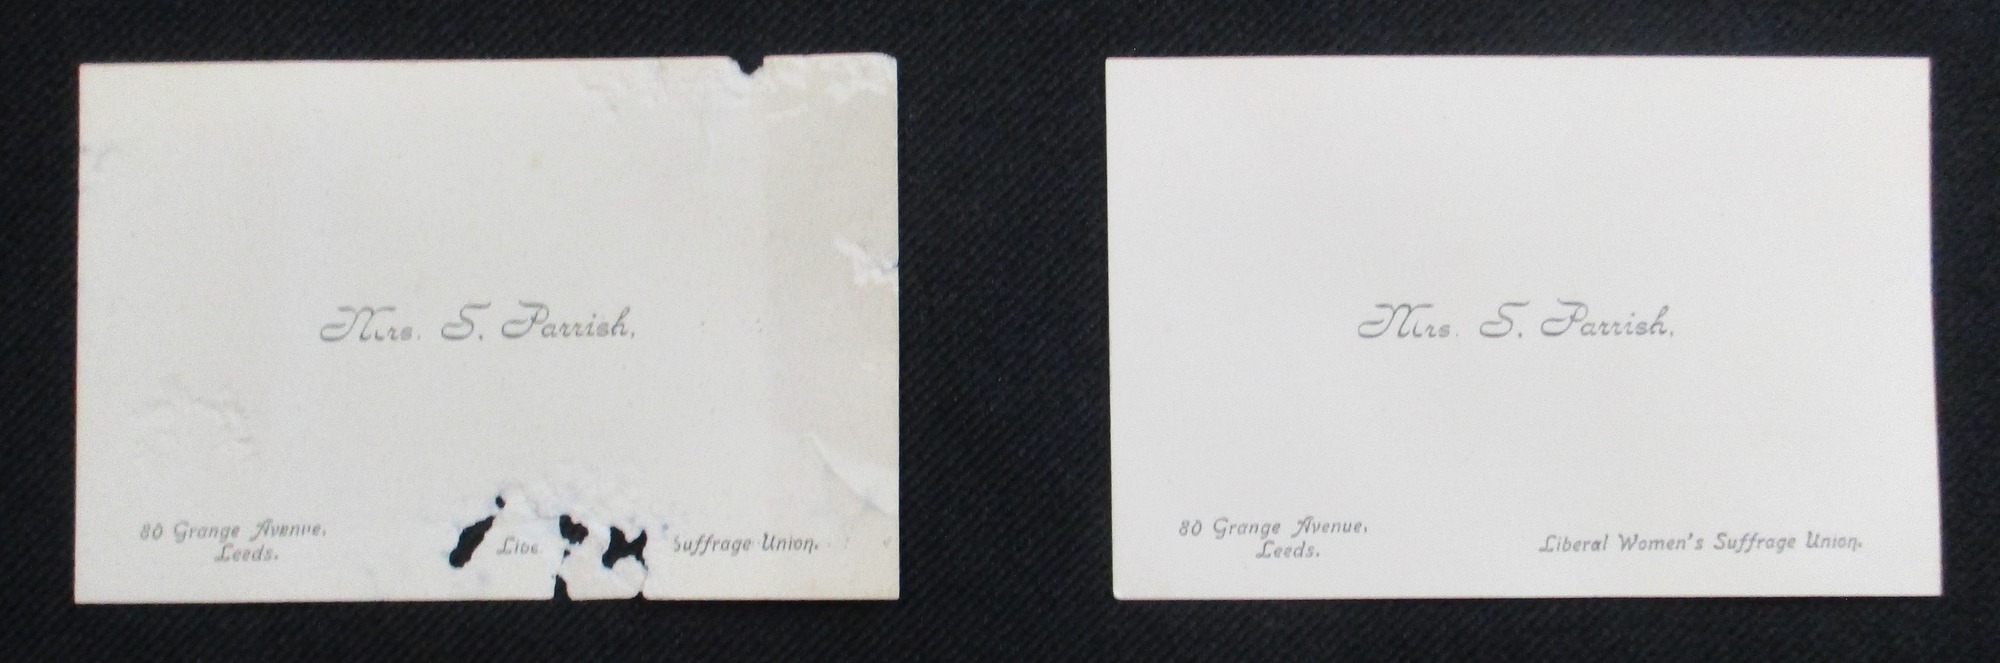 Mrs. S. Parrish,
80 Grange Avenue,
Leeds.
Libe Suffrage Union.
Mrs. S. Parrish,
80 Grange Avenue,
Leeds.
Liberal Women's Suffrage Union.